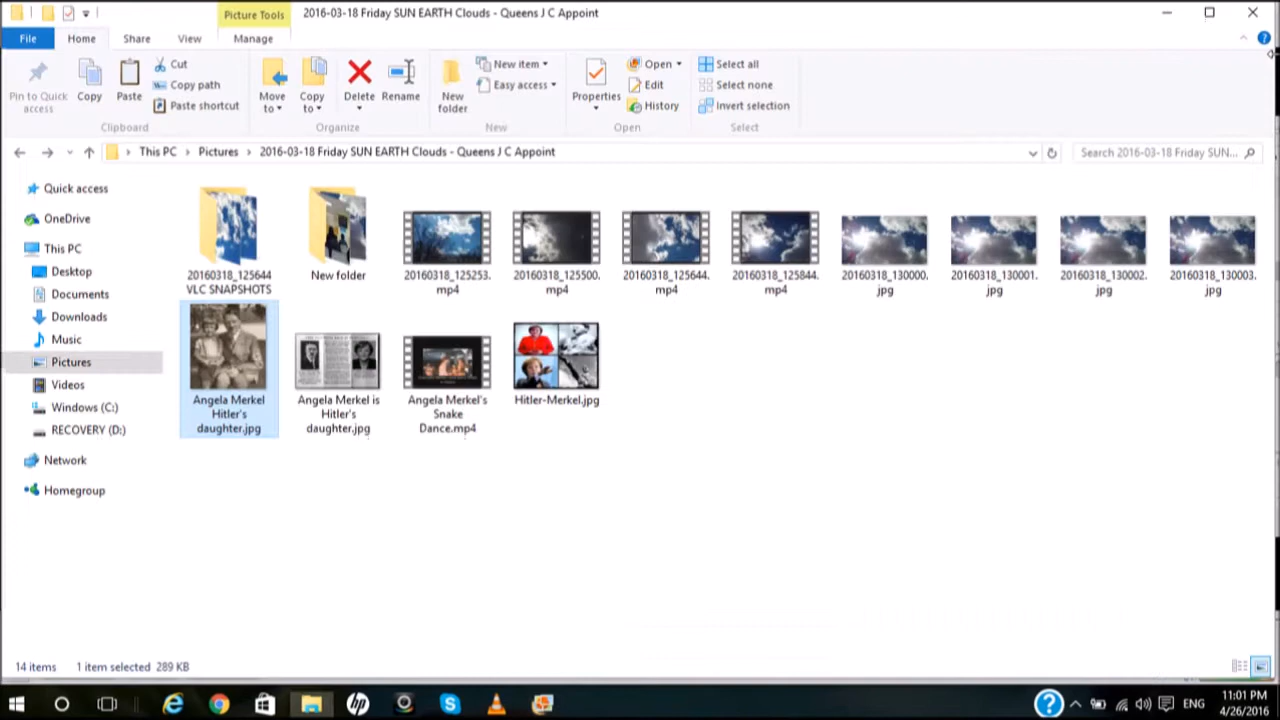 Picture Tools
2016-03-18 Friday SUN EARTH Clouds - Queens J C Appoint
File
Home
Share
View
Manage
Pin to Quick
access
Copy
Paste
Cut
Copy path
Paste shortcut
Clipboard
Move
to
Copy
to
Delete
Rename
Organize
New
folder
New item
Easy access
New
Properties
Open
Edit
History
Open
Select all
Select none
Invert selection
Select
This PC
Pictures
2016-03-18 Friday SUN EARTH Clouds - Queens J C Appoint
Search 2016-03-18 Friday SUN...
Quick access
OneDrive
This PC
Desktop
Documents
Downloads
Music
Pictures
Videos
Windows (C:)
RECOVERY (D:)
Network
Homegroup
20160318_125644
VLC SNAPSHOTS
New folder
20160318_125253.
mp4
20160318_125500.
mp4
20160318_125644.
mp4
20160318_125844.
mp4
20160318_130000.
jpg
20160318_130001.
jpg
20160318_130002.
jpg
20160318_130003.
jpg
Angela Merkel
Hitler's
daughter.jpg
Angela Merkel is
Hitler's
daughter.jpg
Angela Merkel's
Snake
Dance.mp4
Hitler-Merkel.jpg
14 items
1 item selected 289 KB
ENG
11:01 PM
4/26/2016